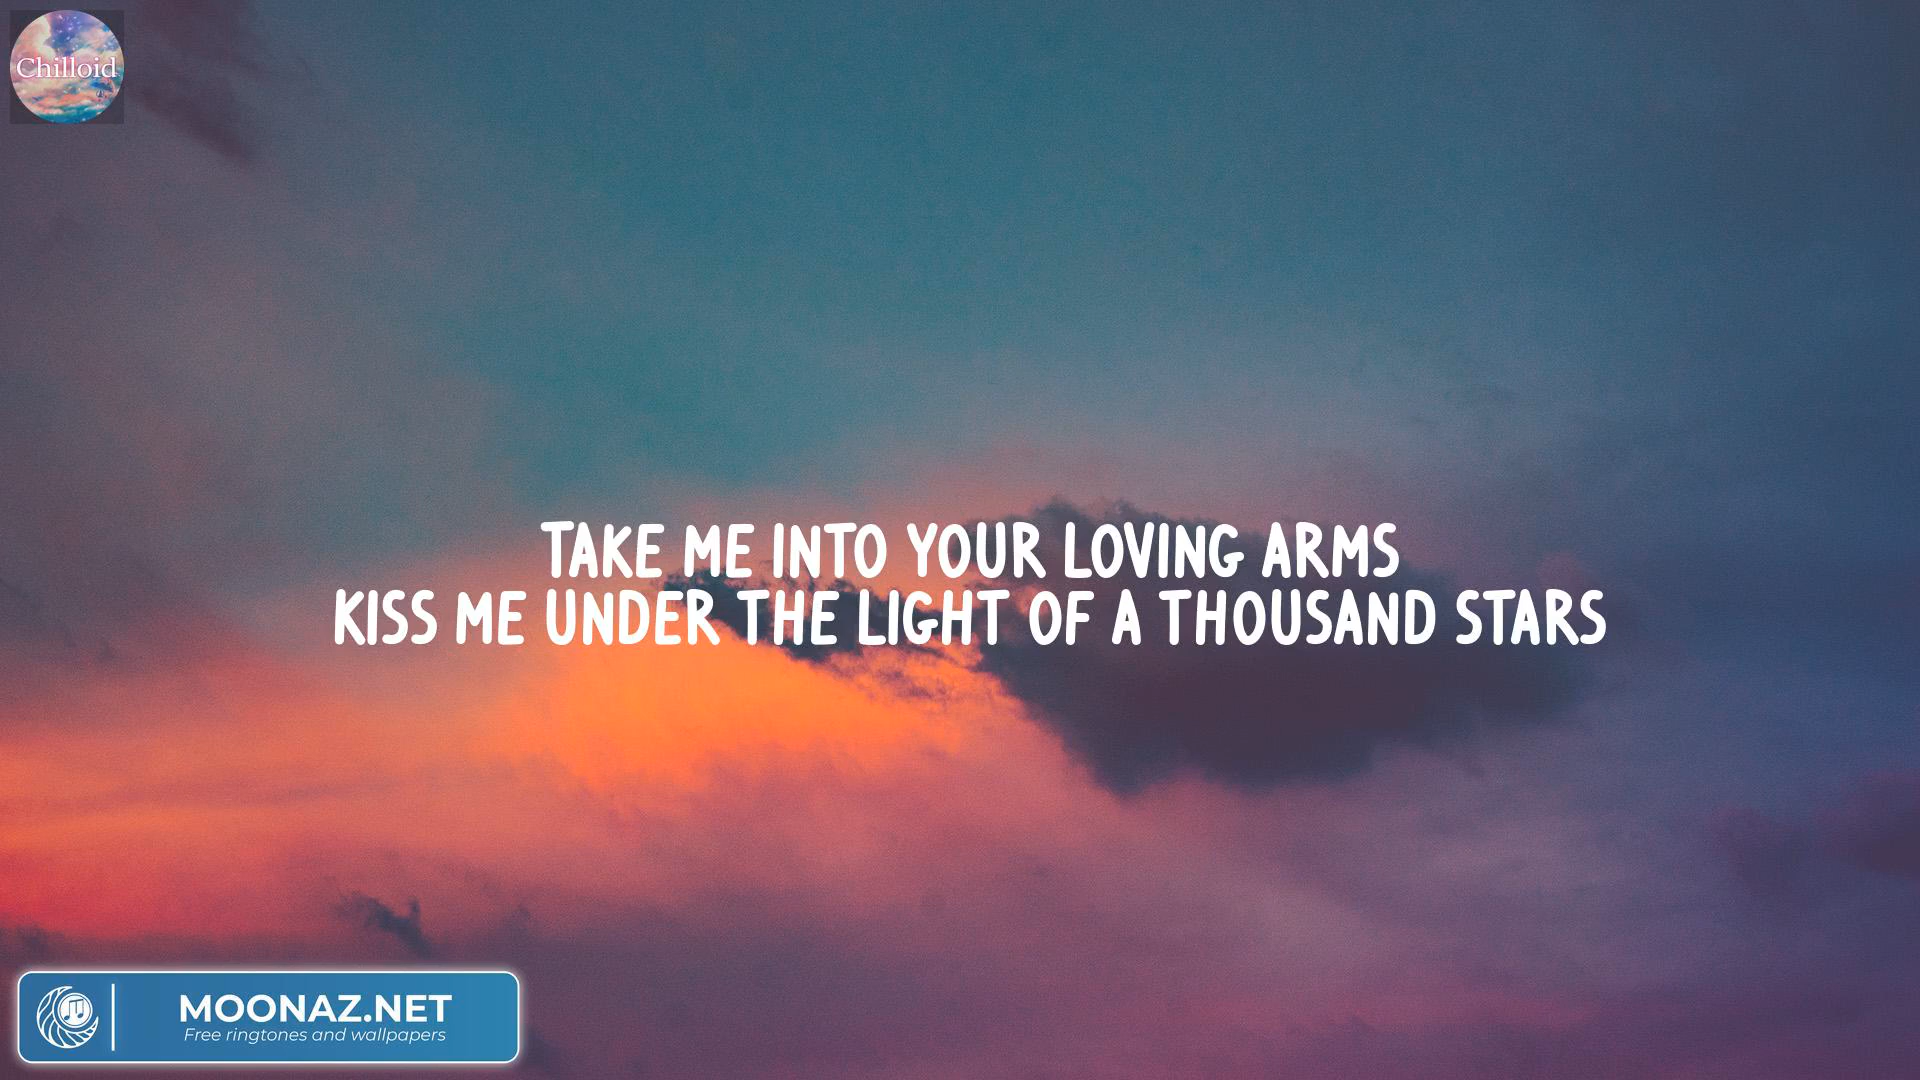 Chilloid
TAKE ME INTO YOUR LOVING ARMS
KISS ME UNDER THE LIGHT OF A THOUSAND STARS
MOONAZ.NET
Free ringtones and wallpapers